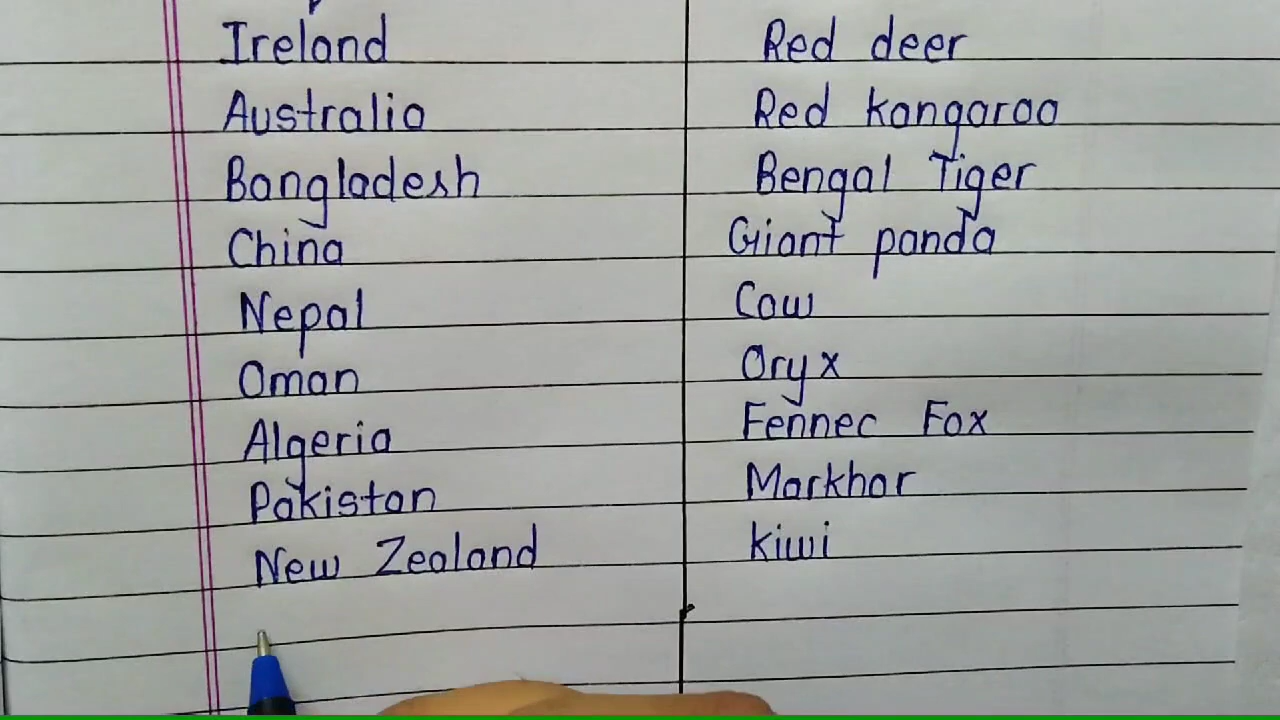 Ireland Red deer
Australia Red kangaroo
Bangladesh Bengal Tiger
China Giant panda
Nepal Cow
Oman Oryx
Algeria Fennec Fox
Pakistan Markhor
New Zealand kiwi